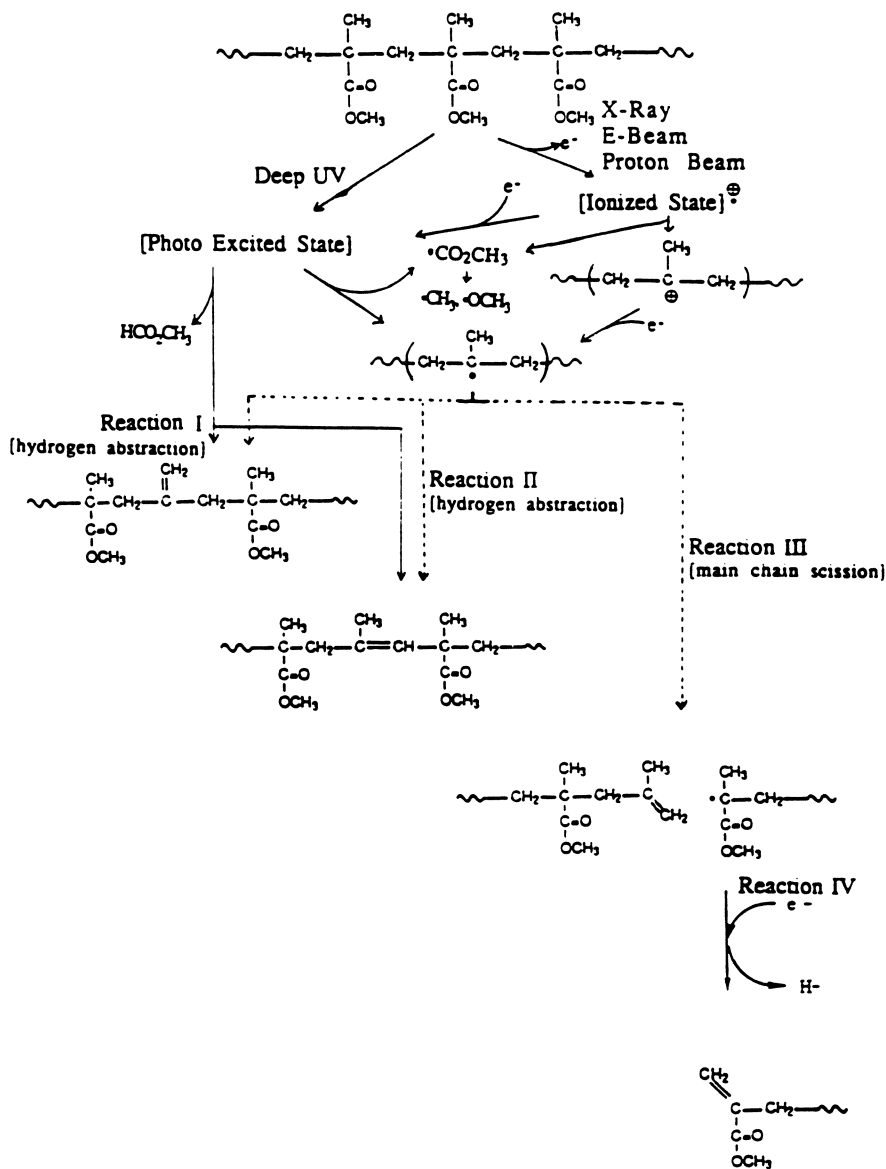 CH₃ CH₃ CH₃
CH₂—C—CH₂—C—CH₂—C—CH₂
C=O C=O C=O
OCH₃ OCH₃ OCH₃
X-Ray
E-Beam
Proton Beam
e-
Deep UV
e-
[Ionized State]⊕•
[Photo Excited State]
•CO₂CH₃
•CH₃, •OCH₃
CH₃
(CH₂—C—CH₂)
⊕
HCO₂CH₃
e-
CH₃
(CH₂—C—CH₂)
•
Reaction I
[hydrogen abstraction]
CH₃ CH₂ CH₃
C—CH₂—C—CH₂—C—CH₂
C=O C=O
OCH₃ OCH₃
Reaction II
[hydrogen abstraction]
Reaction III
[main chain scission]
CH₃ CH₃ CH₃
C—CH₂—C=CH—C—CH₂
C=O C=O
OCH₃ OCH₃
CH₃ CH₃ CH₃
CH₂—C—CH₂—C •C—CH₂
CH₂
C=O C=O
OCH₃ OCH₃
Reaction IV
e -
H-
CH₂
C—CH₂
C=O
OCH₃